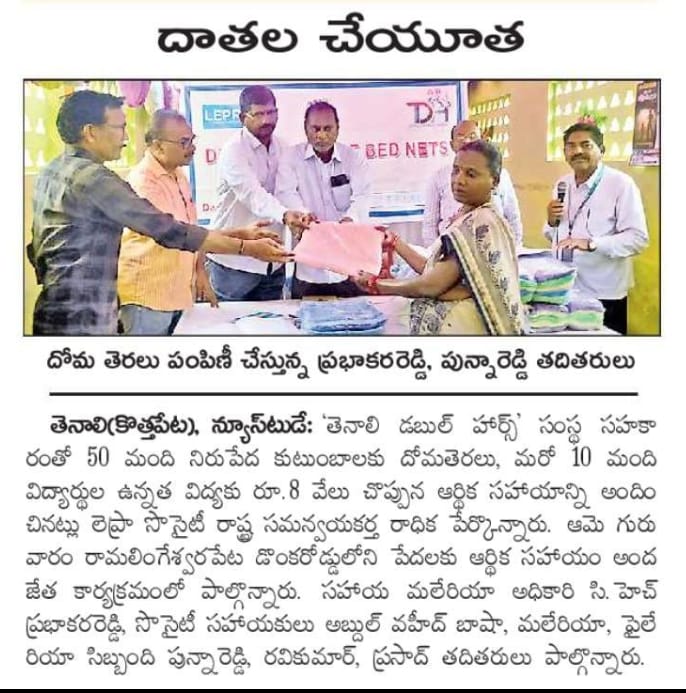 దాతల చేయూత
LEPR
D
BED NETS
దోమ తెరలు పంపిణీ చేస్తున్న ప్రభాకరరెడ్డి, పున్నారెడ్డి తదితరులు
తెనాలి(కొత్తపేట), న్యూస్‌టుడే: 'తెనాలి డబుల్ హార్స్' సంస్థ సహకా
రంతో 50 మంది నిరుపేద కుటుంబాలకు దోమతెరలు, మరో 10 మంది
విద్యార్థుల ఉన్నత విద్యకు రూ.8 వేలు చొప్పున ఆర్థిక సహాయాన్ని అందిం
చినట్లు లెప్రా సొసైటీ రాష్ట్ర సమన్వయకర్త రాధిక పేర్కొన్నారు. ఆమె గురు
వారం రామలింగేశ్వరపేట డొంకరోడ్డులోని పేదలకు ఆర్థిక సహాయం అంద
జేత కార్యక్రమంలో పాల్గొన్నారు. సహాయ మలేరియా అధికారి సి.హెచ్
ప్రభాకరరెడ్డి, సొసైటీ సహాయకులు అబ్దుల్ వహీద్ బాషా, మలేరియా, ఫైలే
రియా సిబ్బంది పున్నారెడ్డి, రవికుమార్, ప్రసాద్ తదితరులు పాల్గొన్నారు.